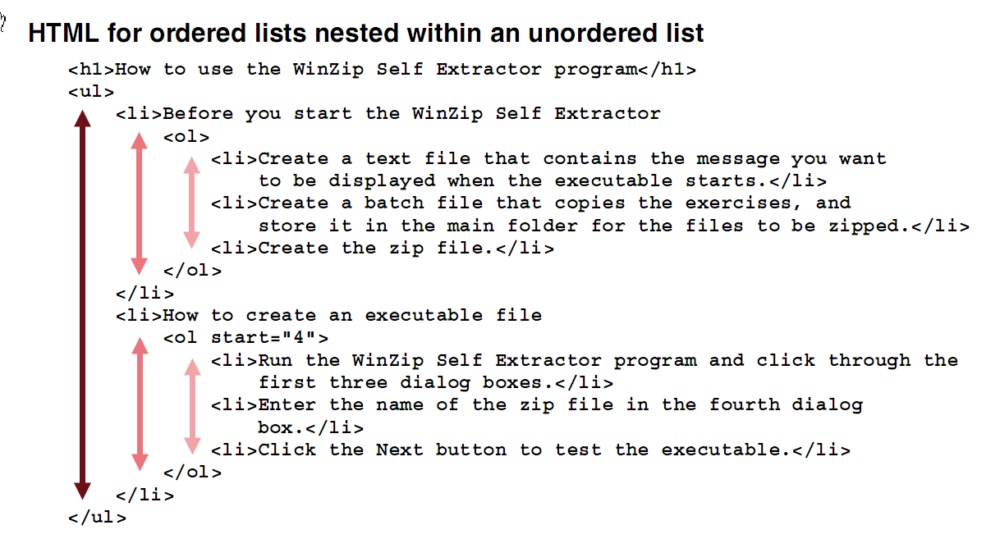 HTML for ordered lists nested within an unordered list
<h1>How to use the WinZip Self Extractor program</h1>
<ul>
<li>Before you start the WinZip Self Extractor
<ol>
<li>Create a text file that contains the message you want
to be displayed when the executable starts.</li>
<li>Create a batch file that copies the exercises, and
store it in the main folder for the files to be zipped.</li>
<li>Create the zip file.</li>
</ol>
</li>
<li>How to create an executable file
<ol start="4">
<li>Run the WinZip Self Extractor program and click through the
first three dialog boxes.</li>
<li>Enter the name of the zip file in the fourth dialog
box.</li>
<li>Click the Next button to test the executable.</li>
</ol>
</li>
</ul>